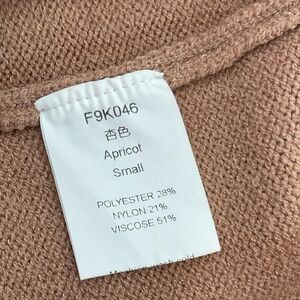 F9K046
杏色
Apricot
Small
POLYESTER 28%
NYLON 21%
VISCOSE 51%